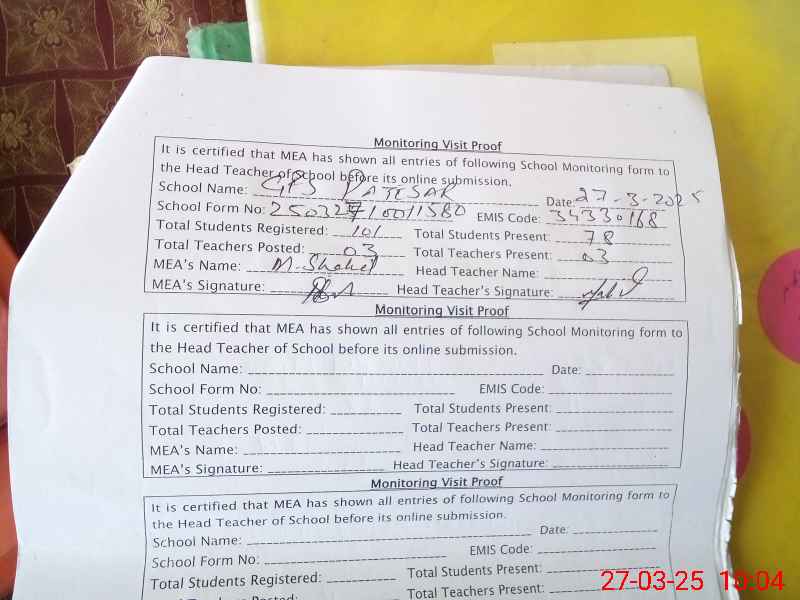 Monitoring Visit Proof
It is certified that MEA has shown all entries of following School Monitoring form to
the Head Teacher of School before its online submission.
School Name: GPS PATESAR Date: 27-3-2025
School Form No: EMIS Code: 34330168
Total Students Registered: 101 Total Students Present: 78
Total Teachers Posted: 03 Total Teachers Present: 03
MEA's Name: M. Shakeel Head Teacher Name:
MEA's Signature: Head Teacher's Signature:
Monitoring Visit Proof
It is certified that MEA has shown all entries of following School Monitoring form to
the Head Teacher of School before its online submission.
School Name: Date:
School Form No: EMIS Code:
Total Students Registered: Total Students Present:
Total Teachers Posted: Total Teachers Present:
MEA's Name: Head Teacher Name:
MEA's Signature: Head Teacher's Signature:
Monitoring Visit Proof
It is certified that MEA has shown all entries of following School Monitoring form to
the Head Teacher of School before its online submission.
School Name: Date:
School Form No: EMIS Code:
Total Students Registered: Total Students Present:
Total Teachers Posted: Total Teachers Present:
27-03-25 10:04